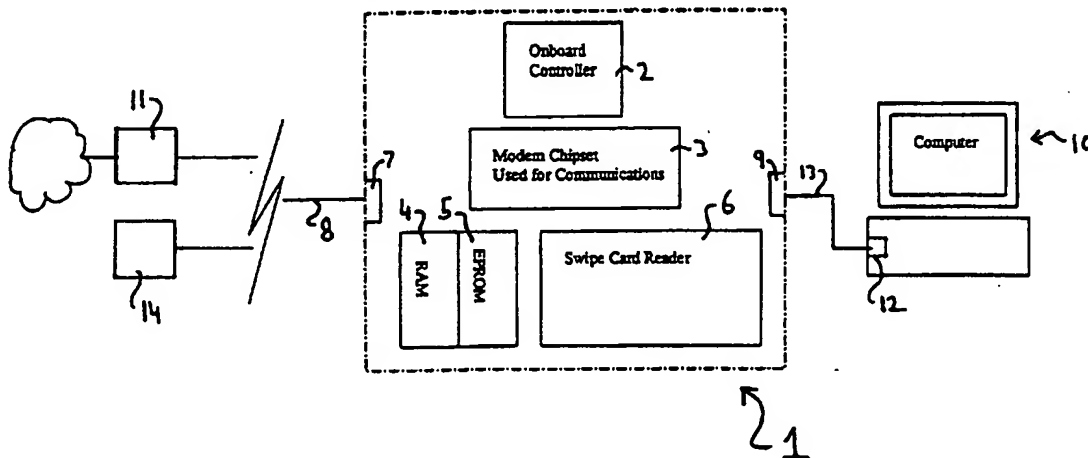 Onboard
Controller
2
11
Modem Chipset
Used for Communications
3
7
9
13
Computer
10
8
4
5
6
RAM
EPROM
Swipe Card Reader
14
12
1